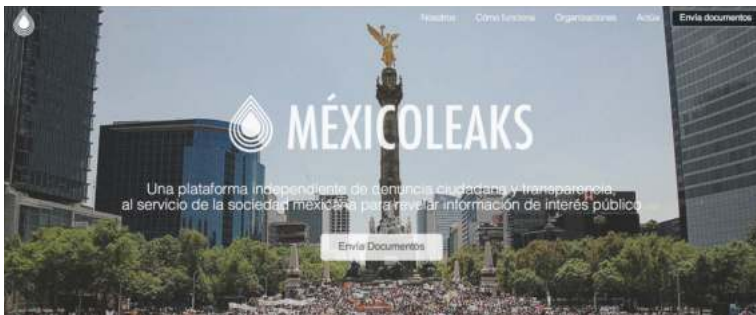 Nosotros Cómo funciona Organizaciones Actúa Envía documentos
MÉXICOLEAKS
Una plataforma independiente de denuncia ciudadana y transparencia,
al servicio de la sociedad mexicana para revelar información de interés público
Envía Documentos